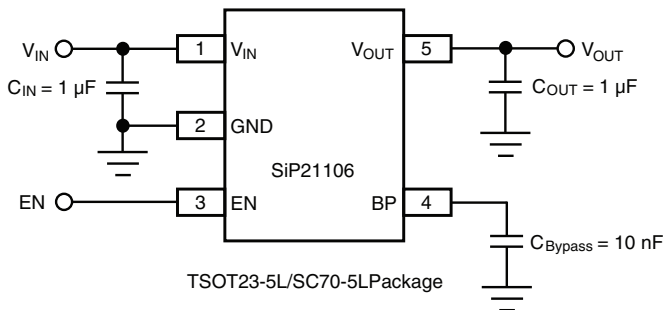 VIN 1 VIN VOUT 5 VOUT
CIN = 1 µF COUT = 1 µF
2 GND
SiP21106
EN 3 EN BP 4
CBypass = 10 nF
TSOT23-5L/SC70-5LPackage